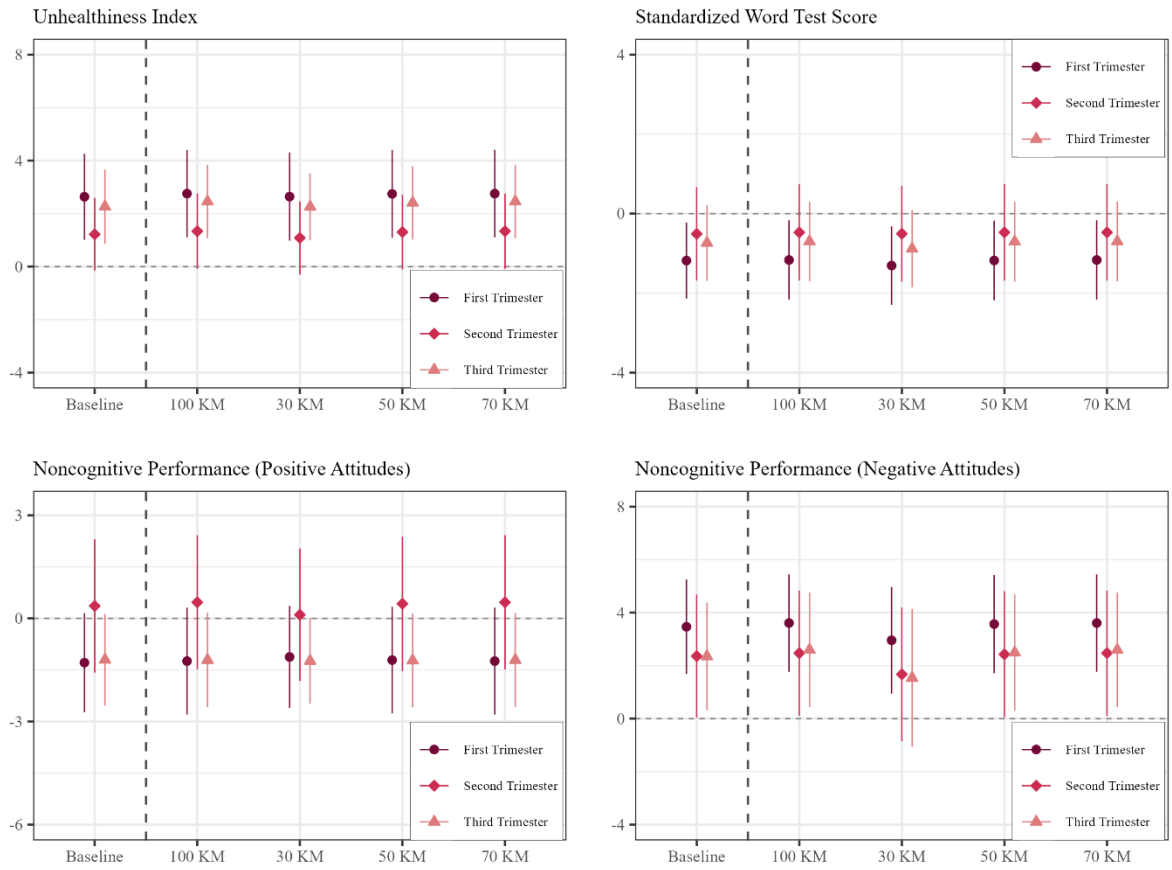 Unhealthiness Index
8
4
0
-4
First Trimester
Second Trimester
Third Trimester
Baseline 100 KM 30 KM 50 KM 70 KM
Standardized Word Test Score
4
0
-4
First Trimester
Second Trimester
Third Trimester
Baseline 100 KM 30 KM 50 KM 70 KM
Noncognitive Performance (Positive Attitudes)
3
0
-3
-6
First Trimester
Second Trimester
Third Trimester
Baseline 100 KM 30 KM 50 KM 70 KM
Noncognitive Performance (Negative Attitudes)
8
4
0
-4
First Trimester
Second Trimester
Third Trimester
Baseline 100 KM 30 KM 50 KM 70 KM